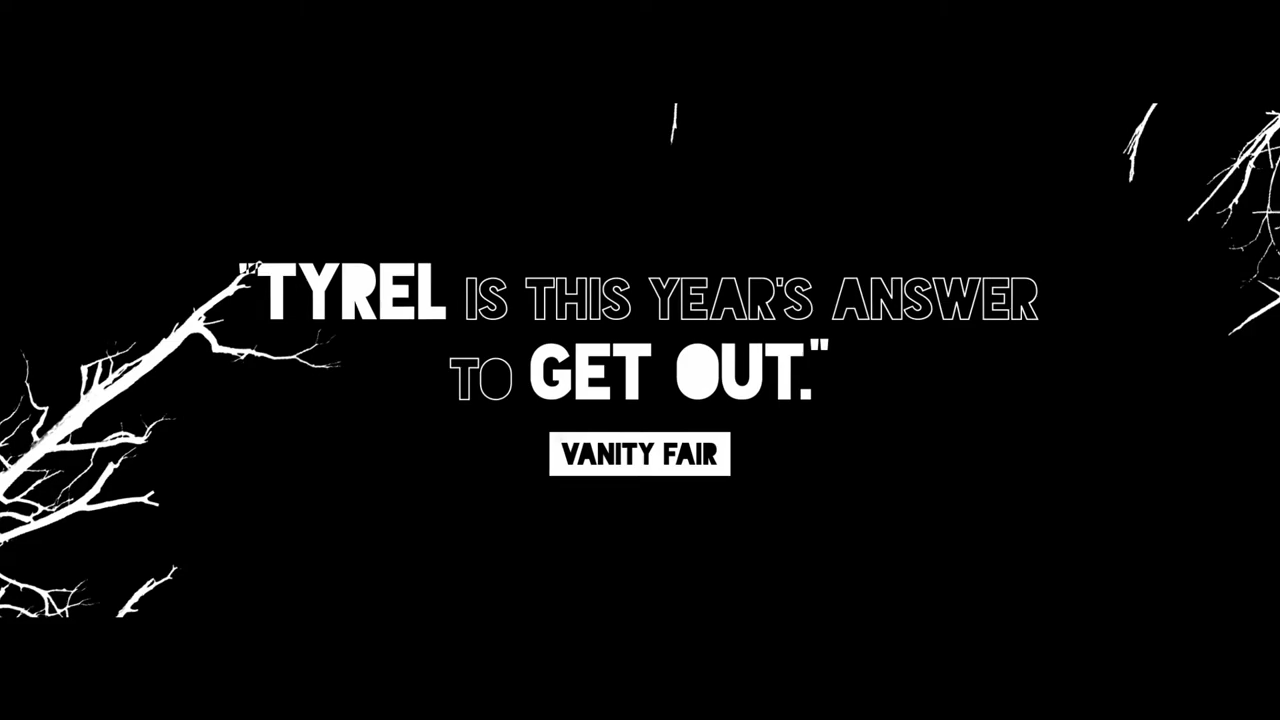 "TYREL IS THIS YEAR'S ANSWER
TO GET OUT."
VANITY FAIR